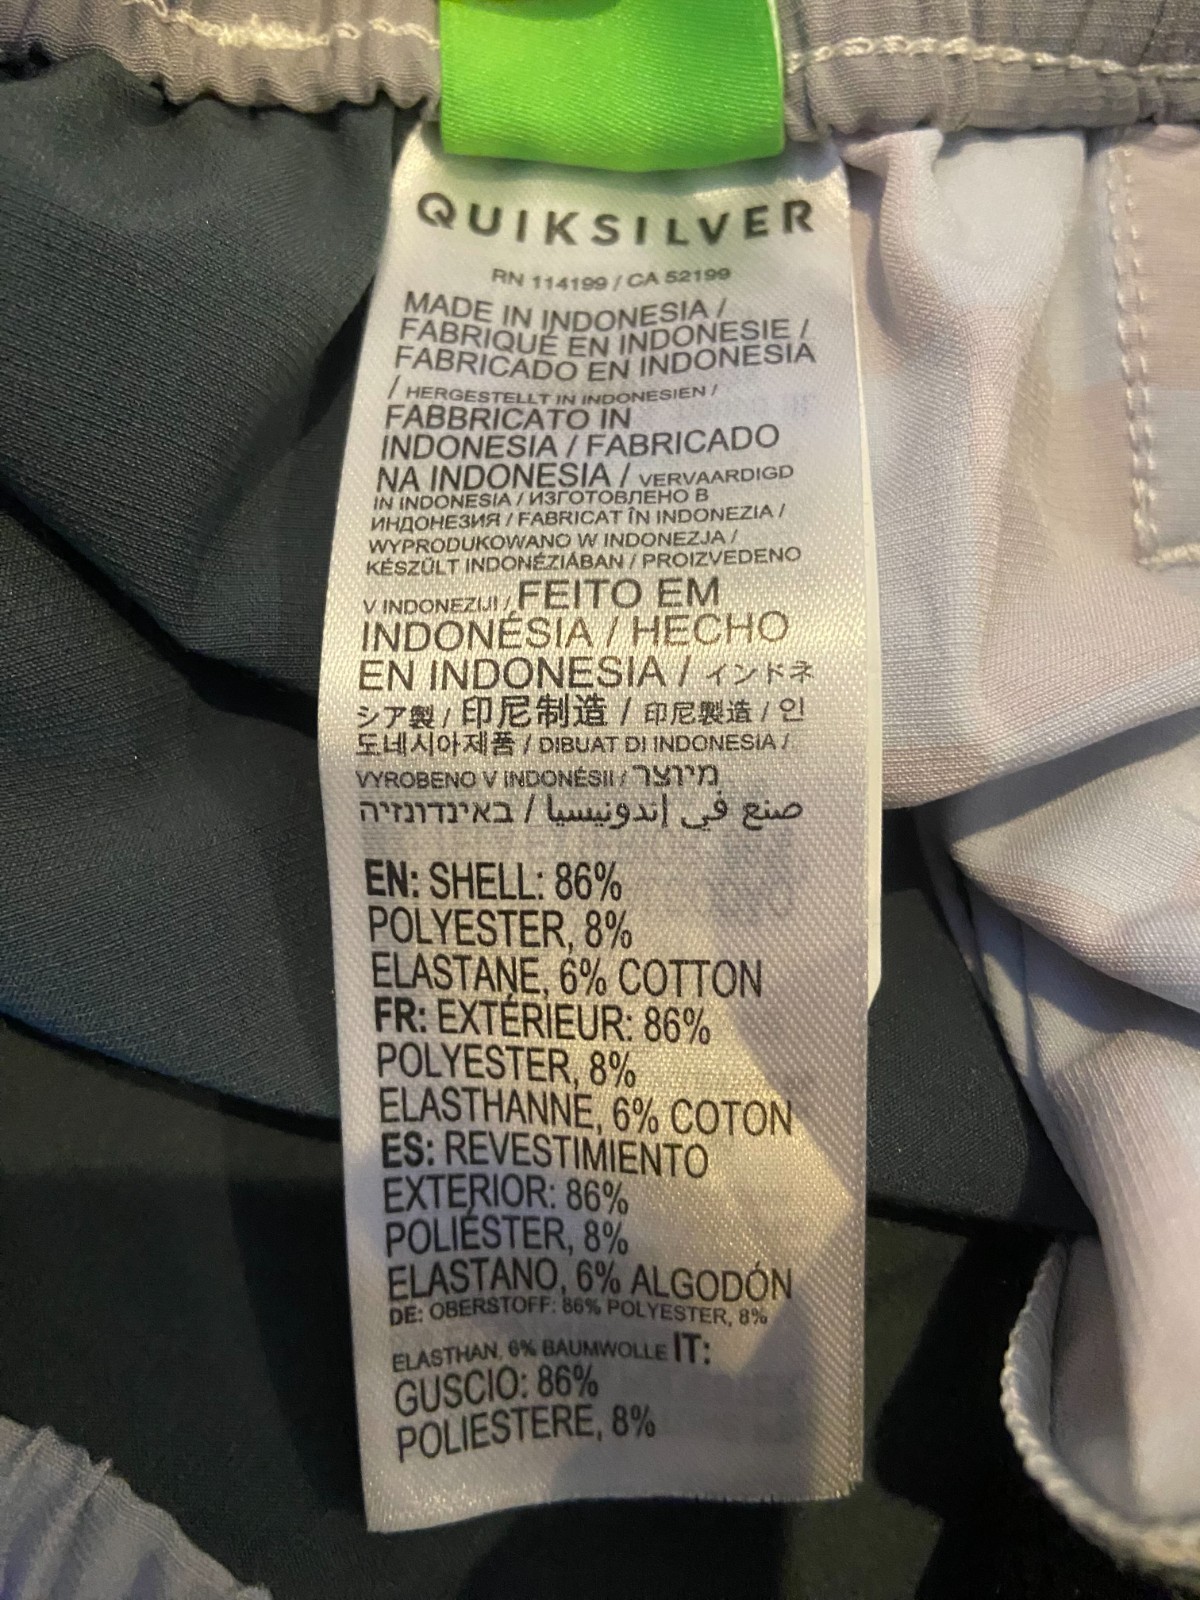 QUIKSILVER
RN 114199 / CA 52199
MADE IN INDONESIA /
FABRIQUÉ EN INDONESIE /
FABRICADO EN INDONESIA
/ HERGESTELLT IN INDONESIEN /
FABBRICATO IN
INDONESIA / FABRICADO
NA INDONESIA / VERVAARDIGD
IN INDONESIA / ИЗГОТОВЛЕНО В
ИНДОНЕЗИЯ / FABRICAT ÎN INDONEZIA /
WYPRODUKOWANO W INDONEZJA /
KÉSZÜLT INDONÉZIÁBAN / PROIZVEDENO
V INDONEZIJI / FEITO EM
INDONÉSIA / HECHO
EN INDONESIA / インドネ
シア製 / 印尼制造 / 印尼製造 / 인
도네시아제품 / DIBUAT DI INDONESIA /
VYROBENO V INDONÉSII / מיוצר
באינדונזיה / صنع في إندونيسيا
EN: SHELL: 86%
POLYESTER, 8%
ELASTANE, 6% COTTON
FR: EXTÉRIEUR: 86%
POLYESTER, 8%
ELASTHANNE, 6% COTON
ES: REVESTIMIENTO
EXTERIOR: 86%
POLIÉSTER, 8%
ELASTANO, 6% ALGODÓN
DE: OBERSTOFF: 86% POLYESTER, 8%
ELASTHAN, 6% BAUMWOLLE IT:
GUSCIO: 86%
POLIESTERE, 8%